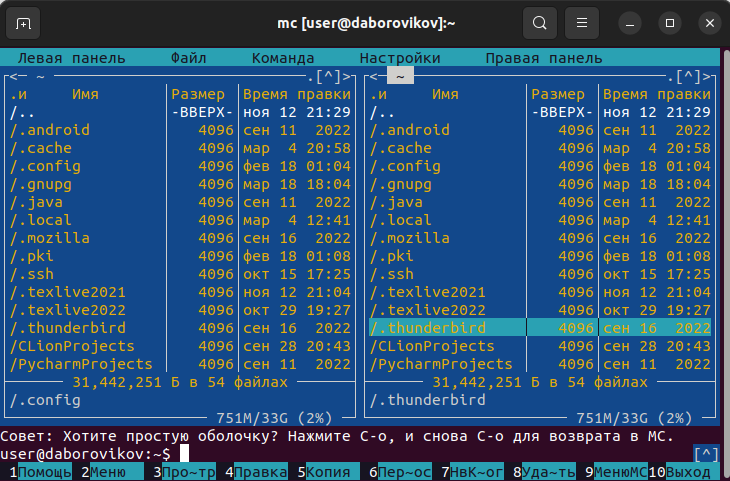 mc [user@daborovikov]:~
Левая панель Файл Команда Настройки Правая панель
<─ ~ ─.[^]> <─ ~ ─.[^]>
.и Имя Размер Время правки .и Имя Размер Время правки
/.. -ВВЕРХ- ноя 12 21:29 /.. -ВВЕРХ- ноя 12 21:29
/.android 4096 сен 11 2022 /.android 4096 сен 11 2022
/.cache 4096 мар 4 20:58 /.cache 4096 мар 4 20:58
/.config 4096 фев 18 01:04 /.config 4096 фев 18 01:04
/.gnupg 4096 мар 18 18:04 /.gnupg 4096 мар 18 18:04
/.java 4096 сен 11 2022 /.java 4096 сен 11 2022
/.local 4096 мар 4 12:41 /.local 4096 мар 4 12:41
/.mozilla 4096 сен 16 2022 /.mozilla 4096 сен 16 2022
/.pki 4096 фев 18 01:08 /.pki 4096 фев 18 01:08
/.ssh 4096 окт 15 17:25 /.ssh 4096 окт 15 17:25
/.texlive2021 4096 ноя 12 21:04 /.texlive2021 4096 ноя 12 21:04
/.texlive2022 4096 окт 29 19:27 /.texlive2022 4096 окт 29 19:27
/.thunderbird 4096 сен 16 2022 /.thunderbird 4096 сен 16 2022
/CLionProjects 4096 сен 28 20:43 /CLionProjects 4096 сен 28 20:43
/PycharmProjects 4096 сен 11 2022 /PycharmProjects 4096 сен 11 2022
31,442,251 Б в 54 файлах 31,442,251 Б в 54 файлах
/.config /.thunderbird
751M/33G (2%) 751M/33G (2%)
Совет: Хотите простую оболочку? Нажмите C-o, и снова C-o для возврата в MC.
user@daborovikov:~$ [^]
1Помощь 2Меню 3Про~тр 4Правка 5Копия 6Пер~ос 7НвК~ог 8Уда~ть 9МенюMC 10Выход